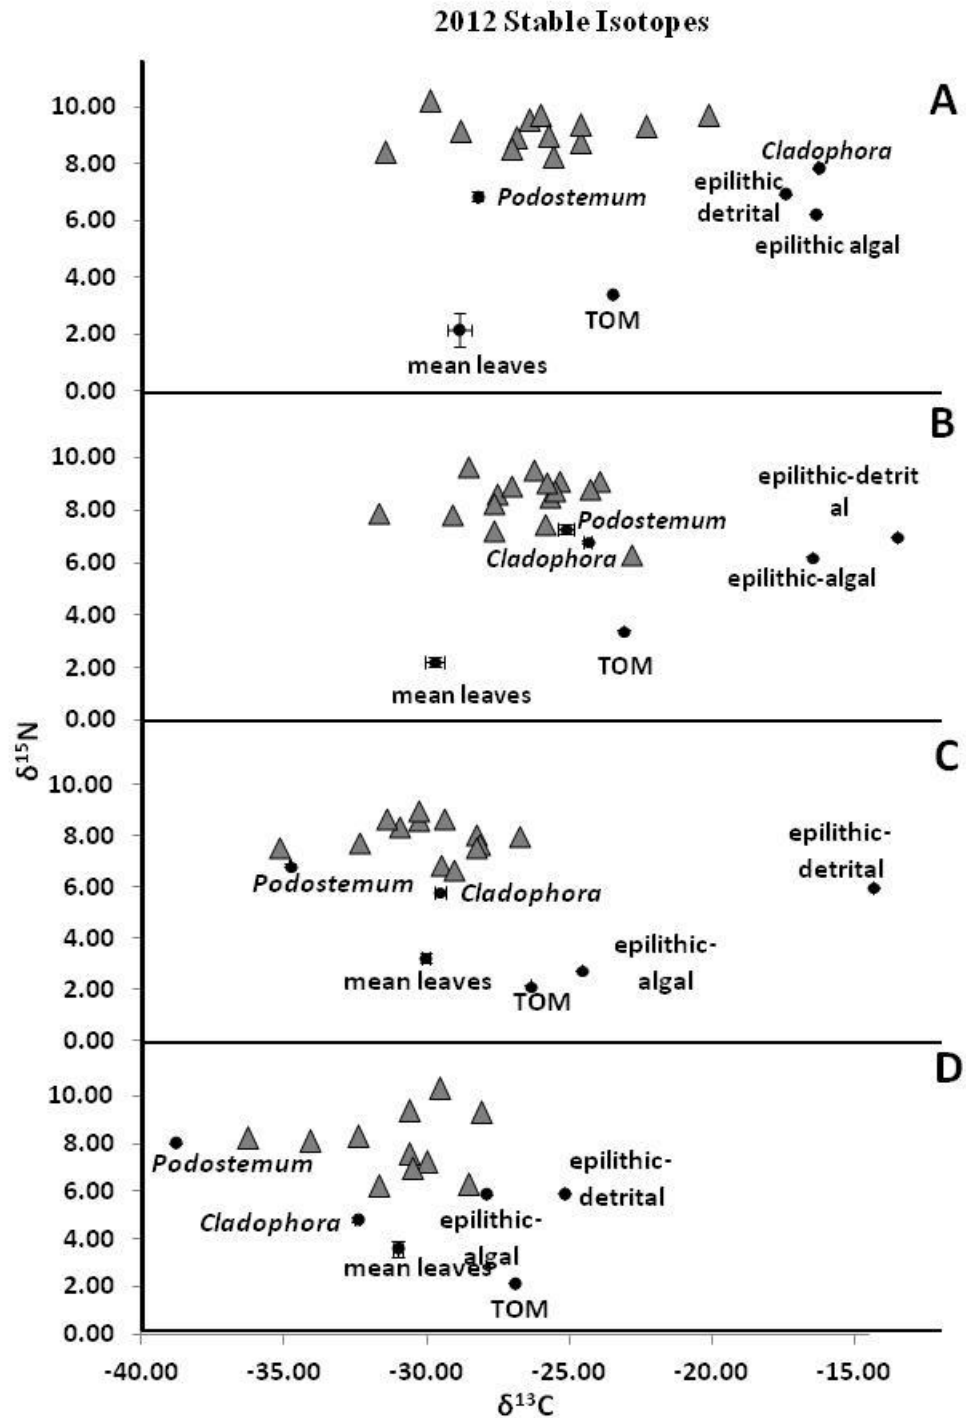 2012 Stable Isotopes
A
10.00
8.00
6.00
4.00
2.00
0.00
Cladophora
epilithic
detrital
Podostemum
epilithic algal
TOM
mean leaves
B
10.00
8.00
6.00
4.00
2.00
0.00
epilithic-detrit
al
Podostemum
Cladophora
epilithic-algal
TOM
mean leaves
δ15N
C
10.00
8.00
6.00
4.00
2.00
0.00
epilithic-
detrital
Podostemum
Cladophora
epilithic-
algal
mean leaves
TOM
D
10.00
8.00
6.00
4.00
2.00
0.00
Podostemum
epilithic-
detrital
Cladophora
epilithic-
algal
mean leaves
TOM
-40.00 -35.00 -30.00 -25.00 -20.00 -15.00
δ13C